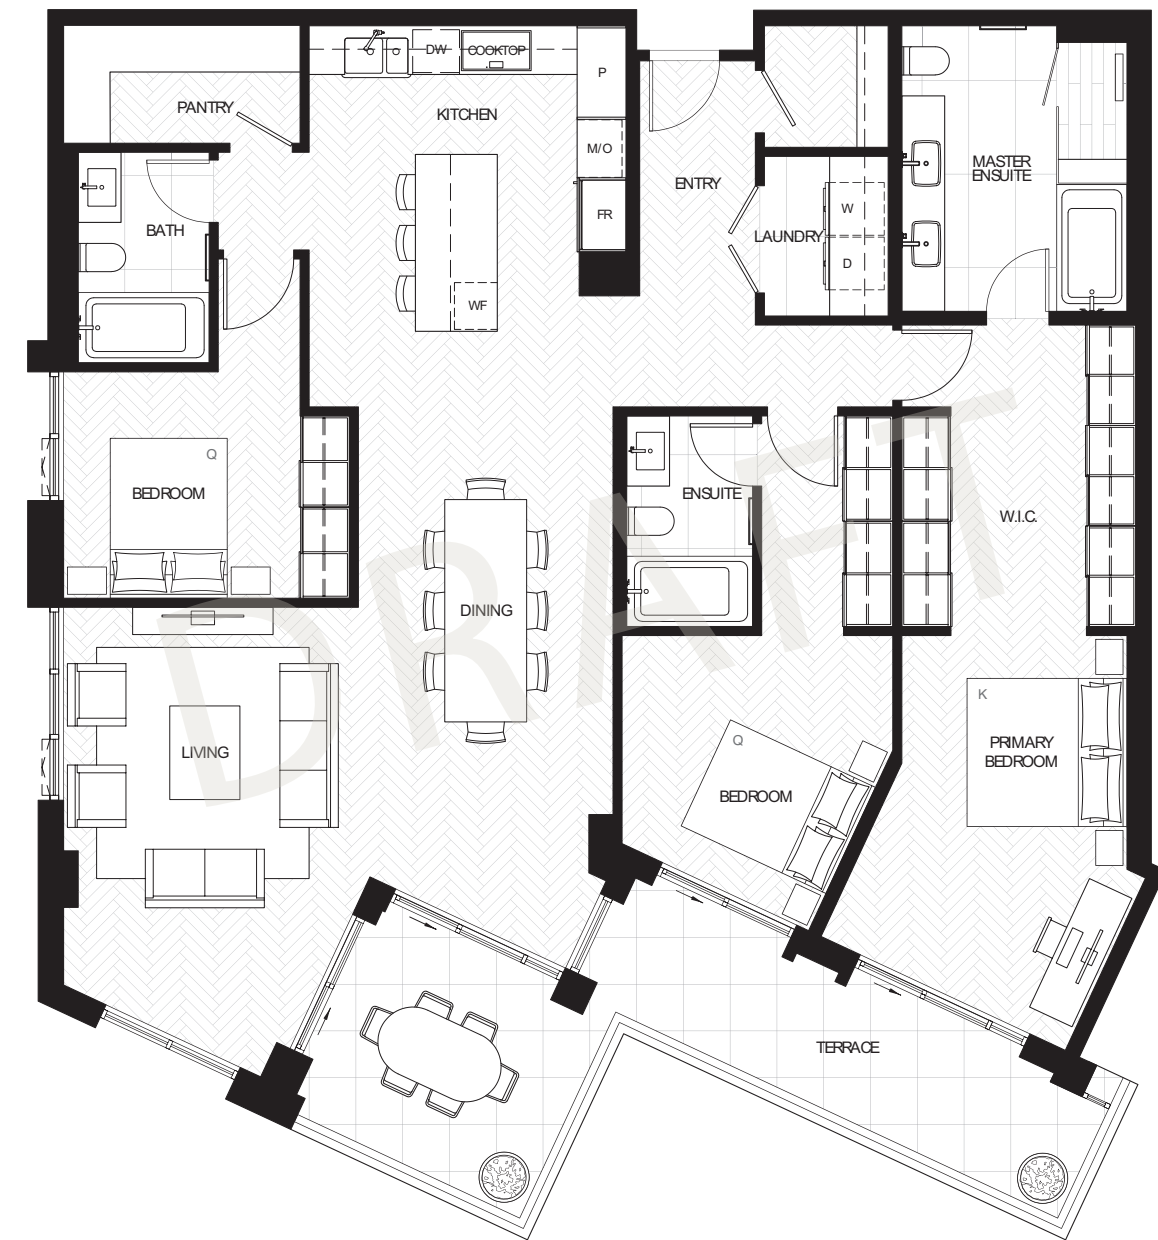 DW
COOKTOP
P
PANTRY
KITCHEN
M/O
MASTER
ENSUITE
ENTRY
W
FR
BATH
LAUNDRY
D
WF
Q
BEDROOM
ENSUITE
W.I.C.
DINING
K
LIVING
Q
PRIMARY
BEDROOM
BEDROOM
TERRACE
DRAFT